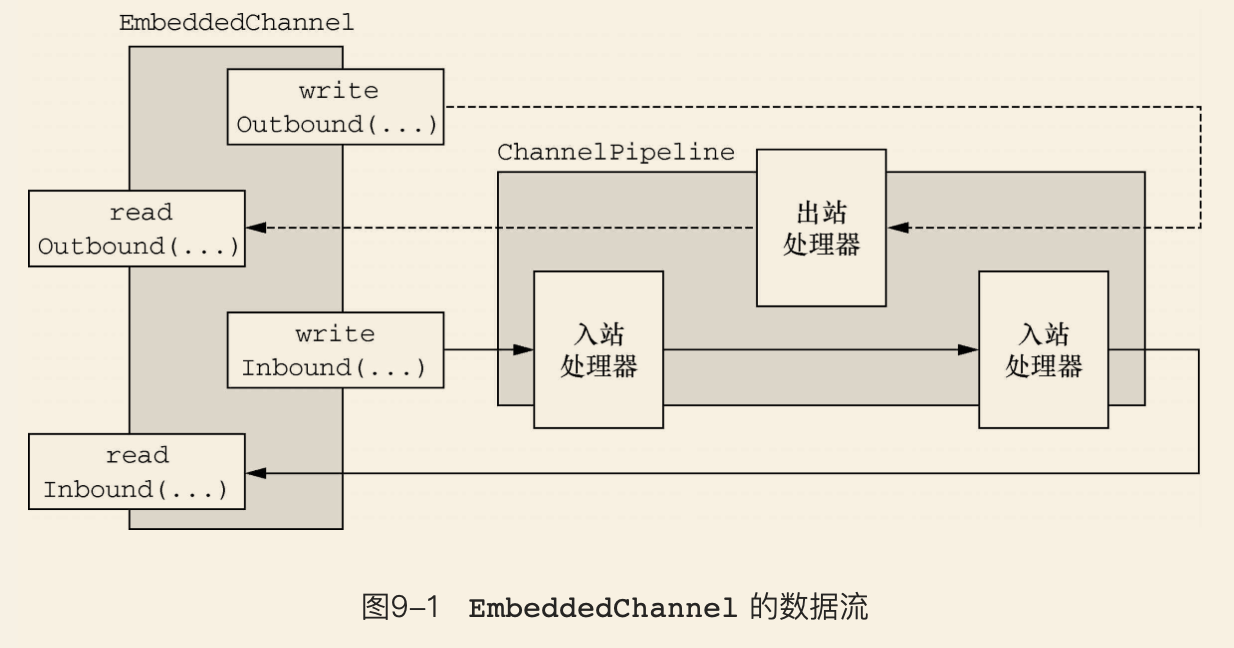 EmbeddedChannel
write
Outbound(...)
ChannelPipeline
read
Outbound(...)
出站
处理器
write
Inbound(...)
入站
处理器
入站
处理器
read
Inbound(...)
图9–1 EmbeddedChannel 的数据流